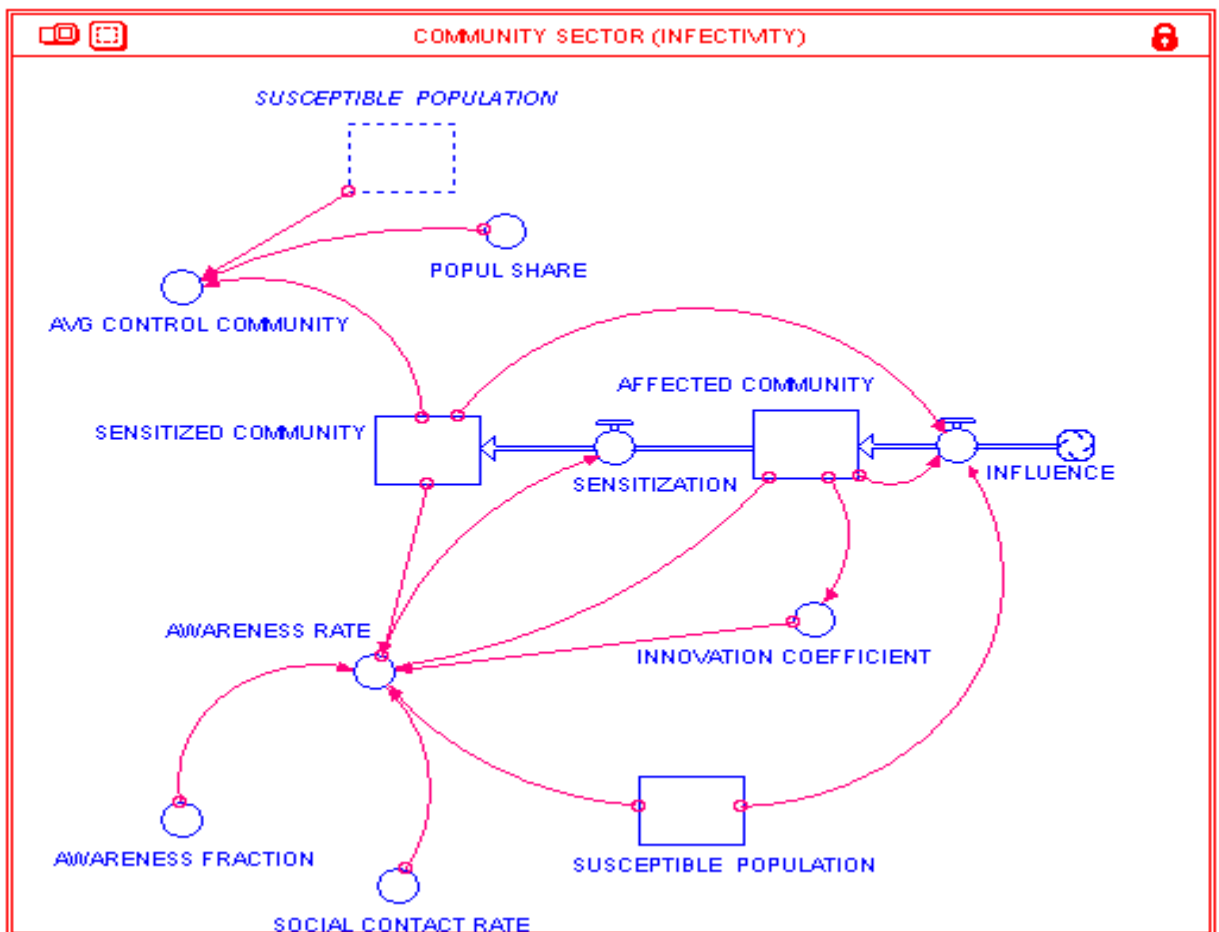 COMMUNITY SECTOR (INFECTIVITY)
SUSCEPTIBLE POPULATION
POPUL SHARE
AVG CONTROL COMMUNITY
AFFECTED COMMUNITY
SENSITIZED COMMUNITY
SENSITIZATION
INFLUENCE
AWARENESS RATE
INNOVATION COEFFICIENT
AWARENESS FRACTION
SUSCEPTIBLE POPULATION
SOCIAL CONTACT RATE